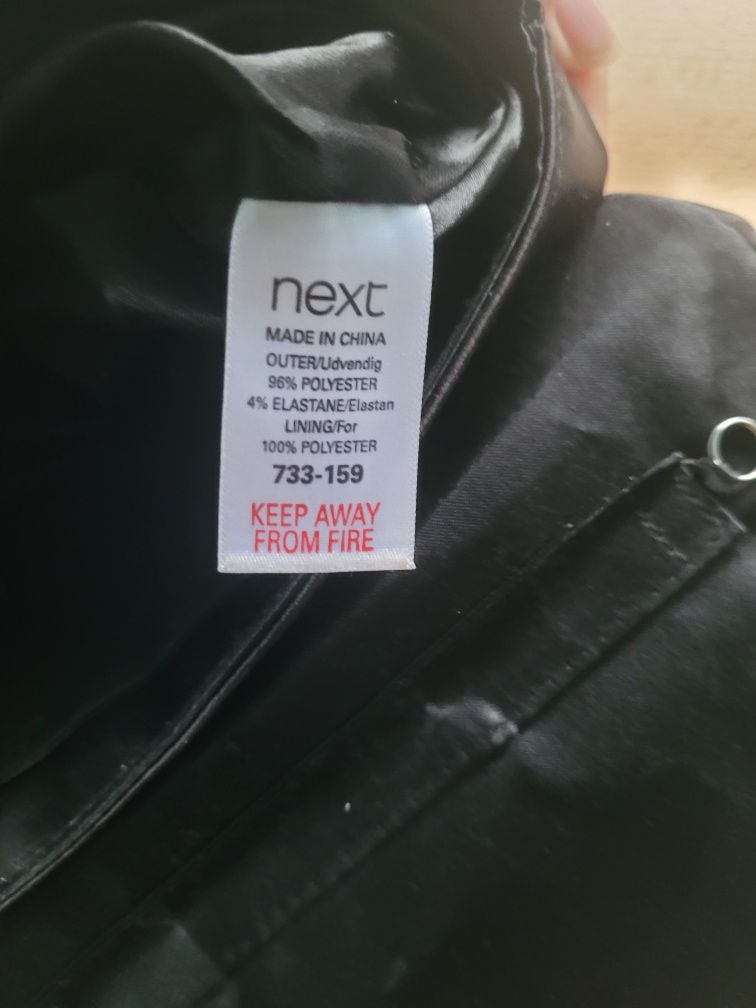 next
MADE IN CHINA
OUTER/Udvendig
96% POLYESTER
4% ELASTANE/Elastan
LINING/For
100% POLYESTER
733-159
KEEP AWAY
FROM FIRE